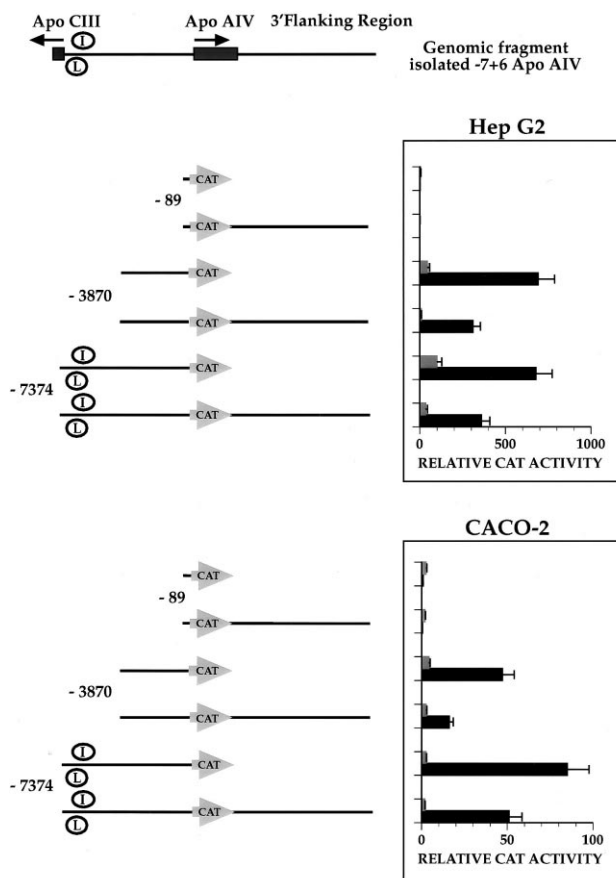 Apo CIII I Apo AIV 3'Flanking Region
L
Genomic fragment
isolated -7+6 Apo AIV
Hep G2
CAT
- 89
CAT
CAT
- 3870
CAT
I
CAT
L
- 7374
I
CAT
L
0 500 1000
RELATIVE CAT ACTIVITY
CACO-2
CAT
- 89
CAT
CAT
- 3870
CAT
I
CAT
L
- 7374
I
CAT
L
0 50 100
RELATIVE CAT ACTIVITY